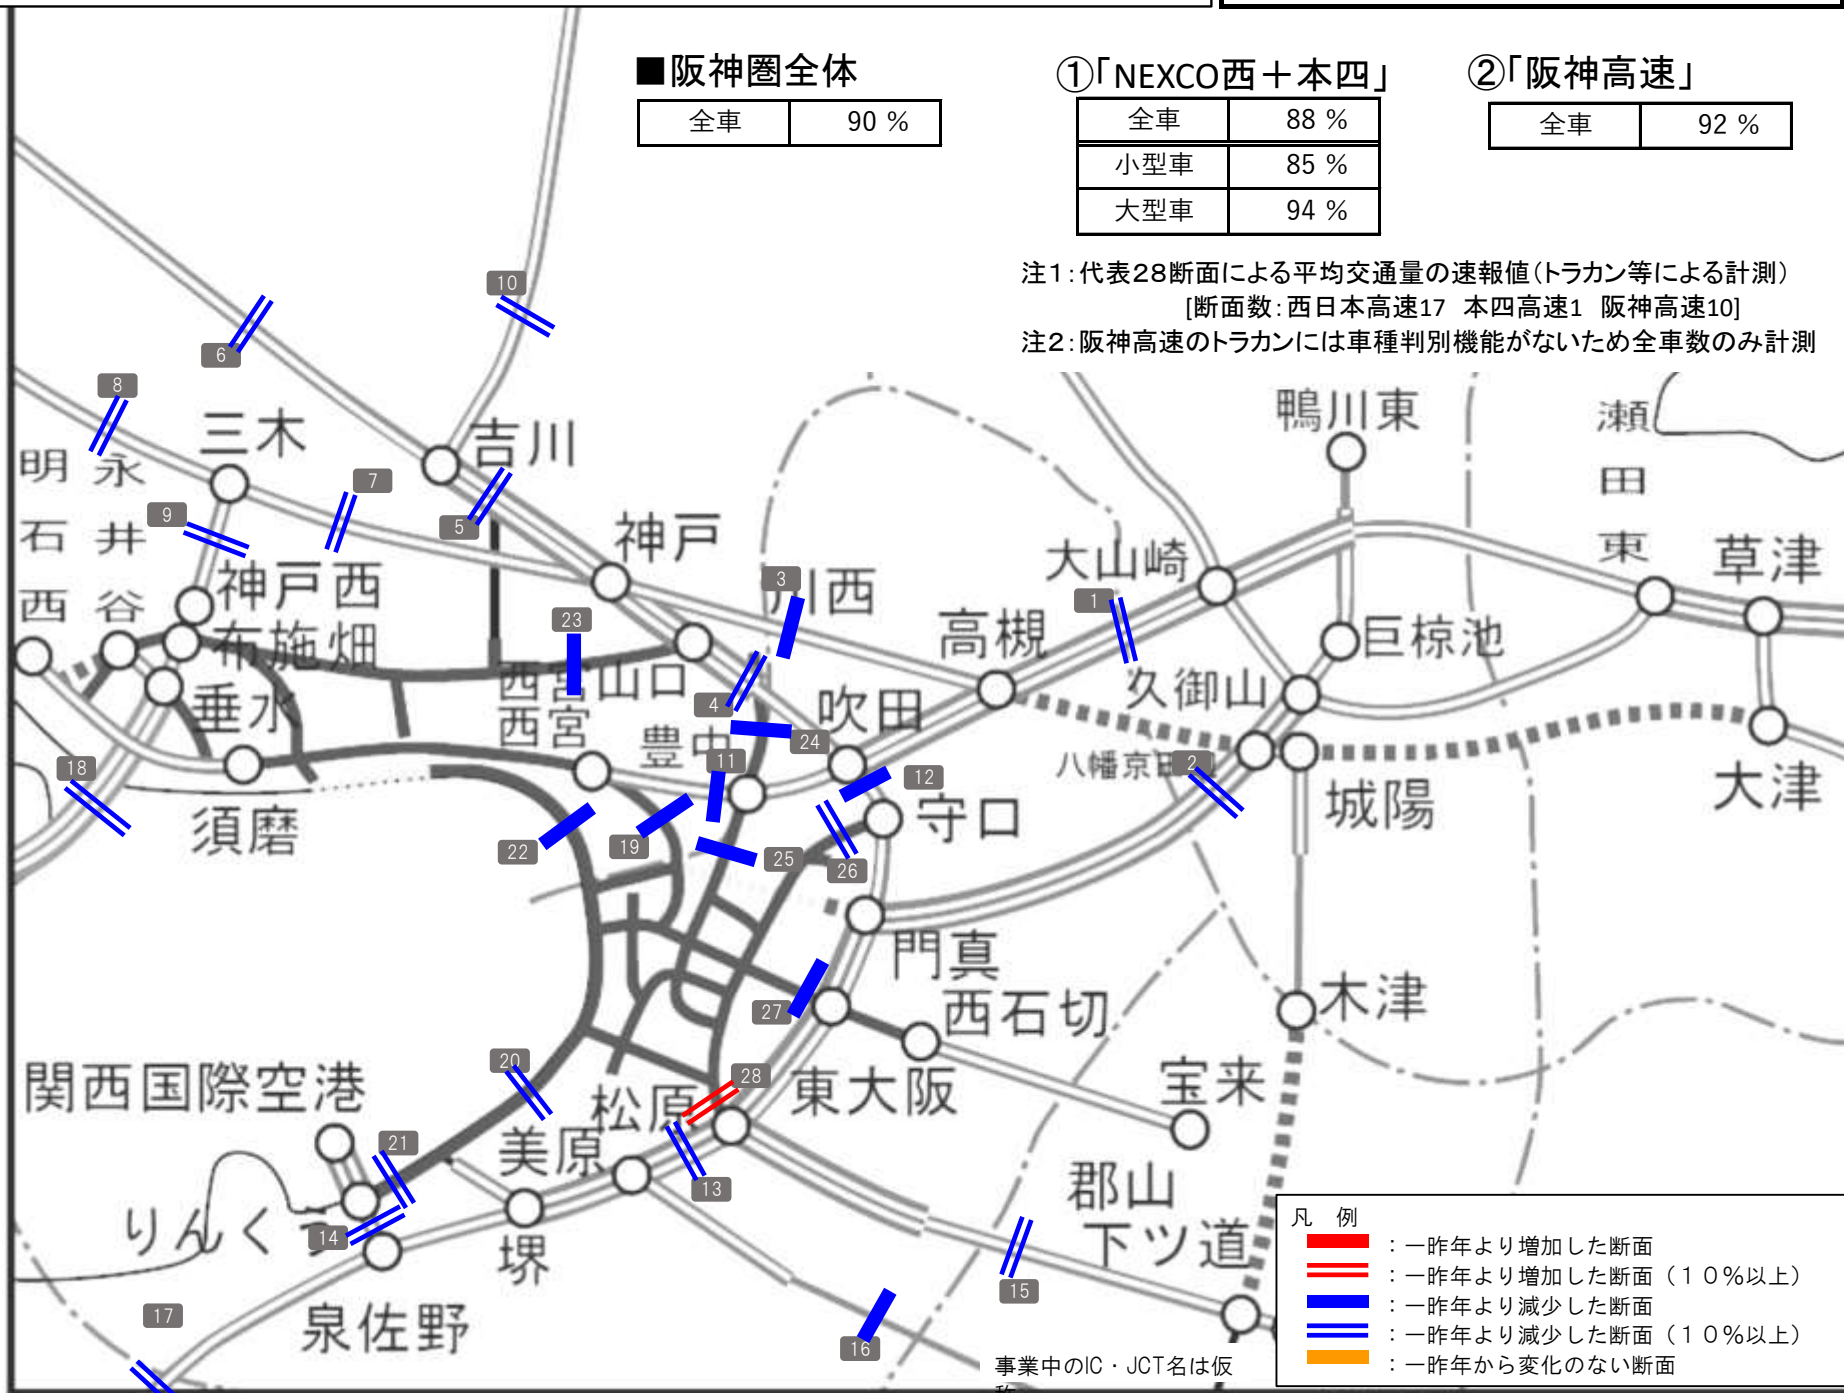 ■阪神圏全体
全車 90 %
①「NEXCO西＋本四」
全車 88 %
小型車 85 %
大型車 94 %
②「阪神高速」
全車 92 %
注1：代表28断面による平均交通量の速報値（トラカン等による計測）
[断面数：西日本高速17 本四高速1 阪神高速10]
注2：阪神高速のトラカンには車種判別機能がないため全車数のみ計測
10
6
8
三木
吉川
鴨川東
瀬田東
明石西
永井谷
7
9
5
神戸
大山崎
草津
神戸西
3
川西
1
23
布施畑
高槻
巨椋池
西宮山口
久御山
垂水
4
吹田
西宮
豊中
24
八幡京田
2
18
11
12
大津
須磨
守口
城陽
22
19
25
26
門真
西石切
木津
27
20
28
関西国際空港
松原
東大阪
宝来
21
美原
13
郡山下ツ道
りんくう
14
堺
15
17
泉佐野
16
事業中のIC・JCT名は仮
凡 例
：一昨年より増加した断面
：一昨年より増加した断面（１０％以上）
：一昨年より減少した断面
：一昨年より減少した断面（１０％以上）
：一昨年から変化のない断面